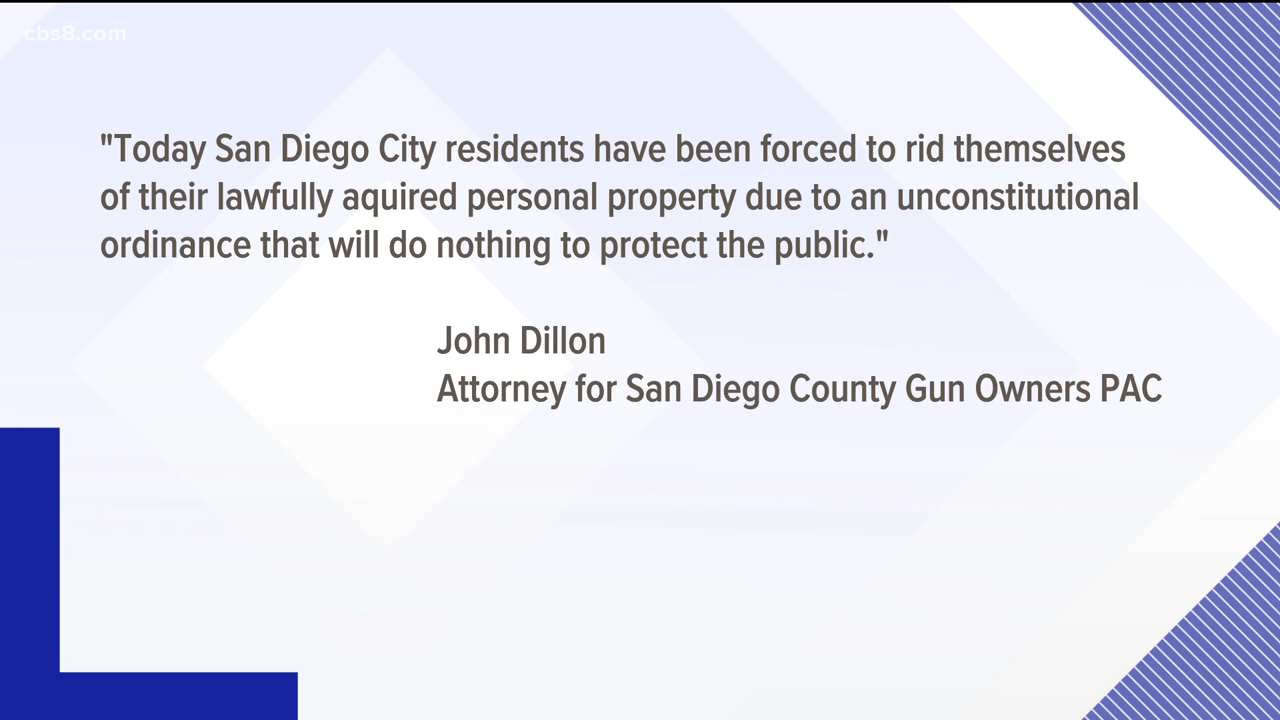 cbs8.com
"Today San Diego City residents have been forced to rid themselves
of their lawfully aquired personal property due to an unconstitutional
ordinance that will do nothing to protect the public."
John Dillon
Attorney for San Diego County Gun Owners PAC